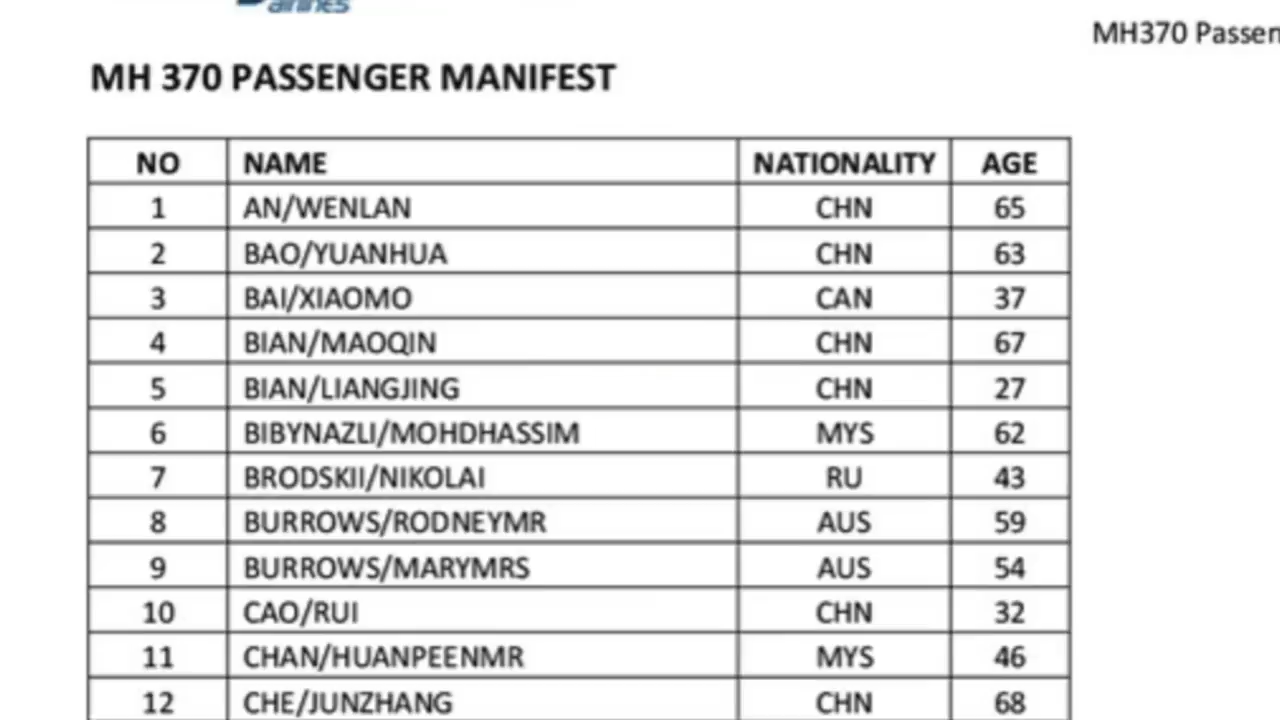 airlines
MH370 Passen
MH 370 PASSENGER MANIFEST
NO NAME NATIONALITY AGE
1 AN/WENLAN CHN 65
2 BAO/YUANHUA CHN 63
3 BAI/XIAOMO CAN 37
4 BIAN/MAOQIN CHN 67
5 BIAN/LIANGJING CHN 27
6 BIBYNAZLI/MOHDHASSIM MYS 62
7 BRODSKII/NIKOLAI RU 43
8 BURROWS/RODNEYMR AUS 59
9 BURROWS/MARYMRS AUS 54
10 CAO/RUI CHN 32
11 CHAN/HUANPEENMR MYS 46
12 CHE/JUNZHANG CHN 68